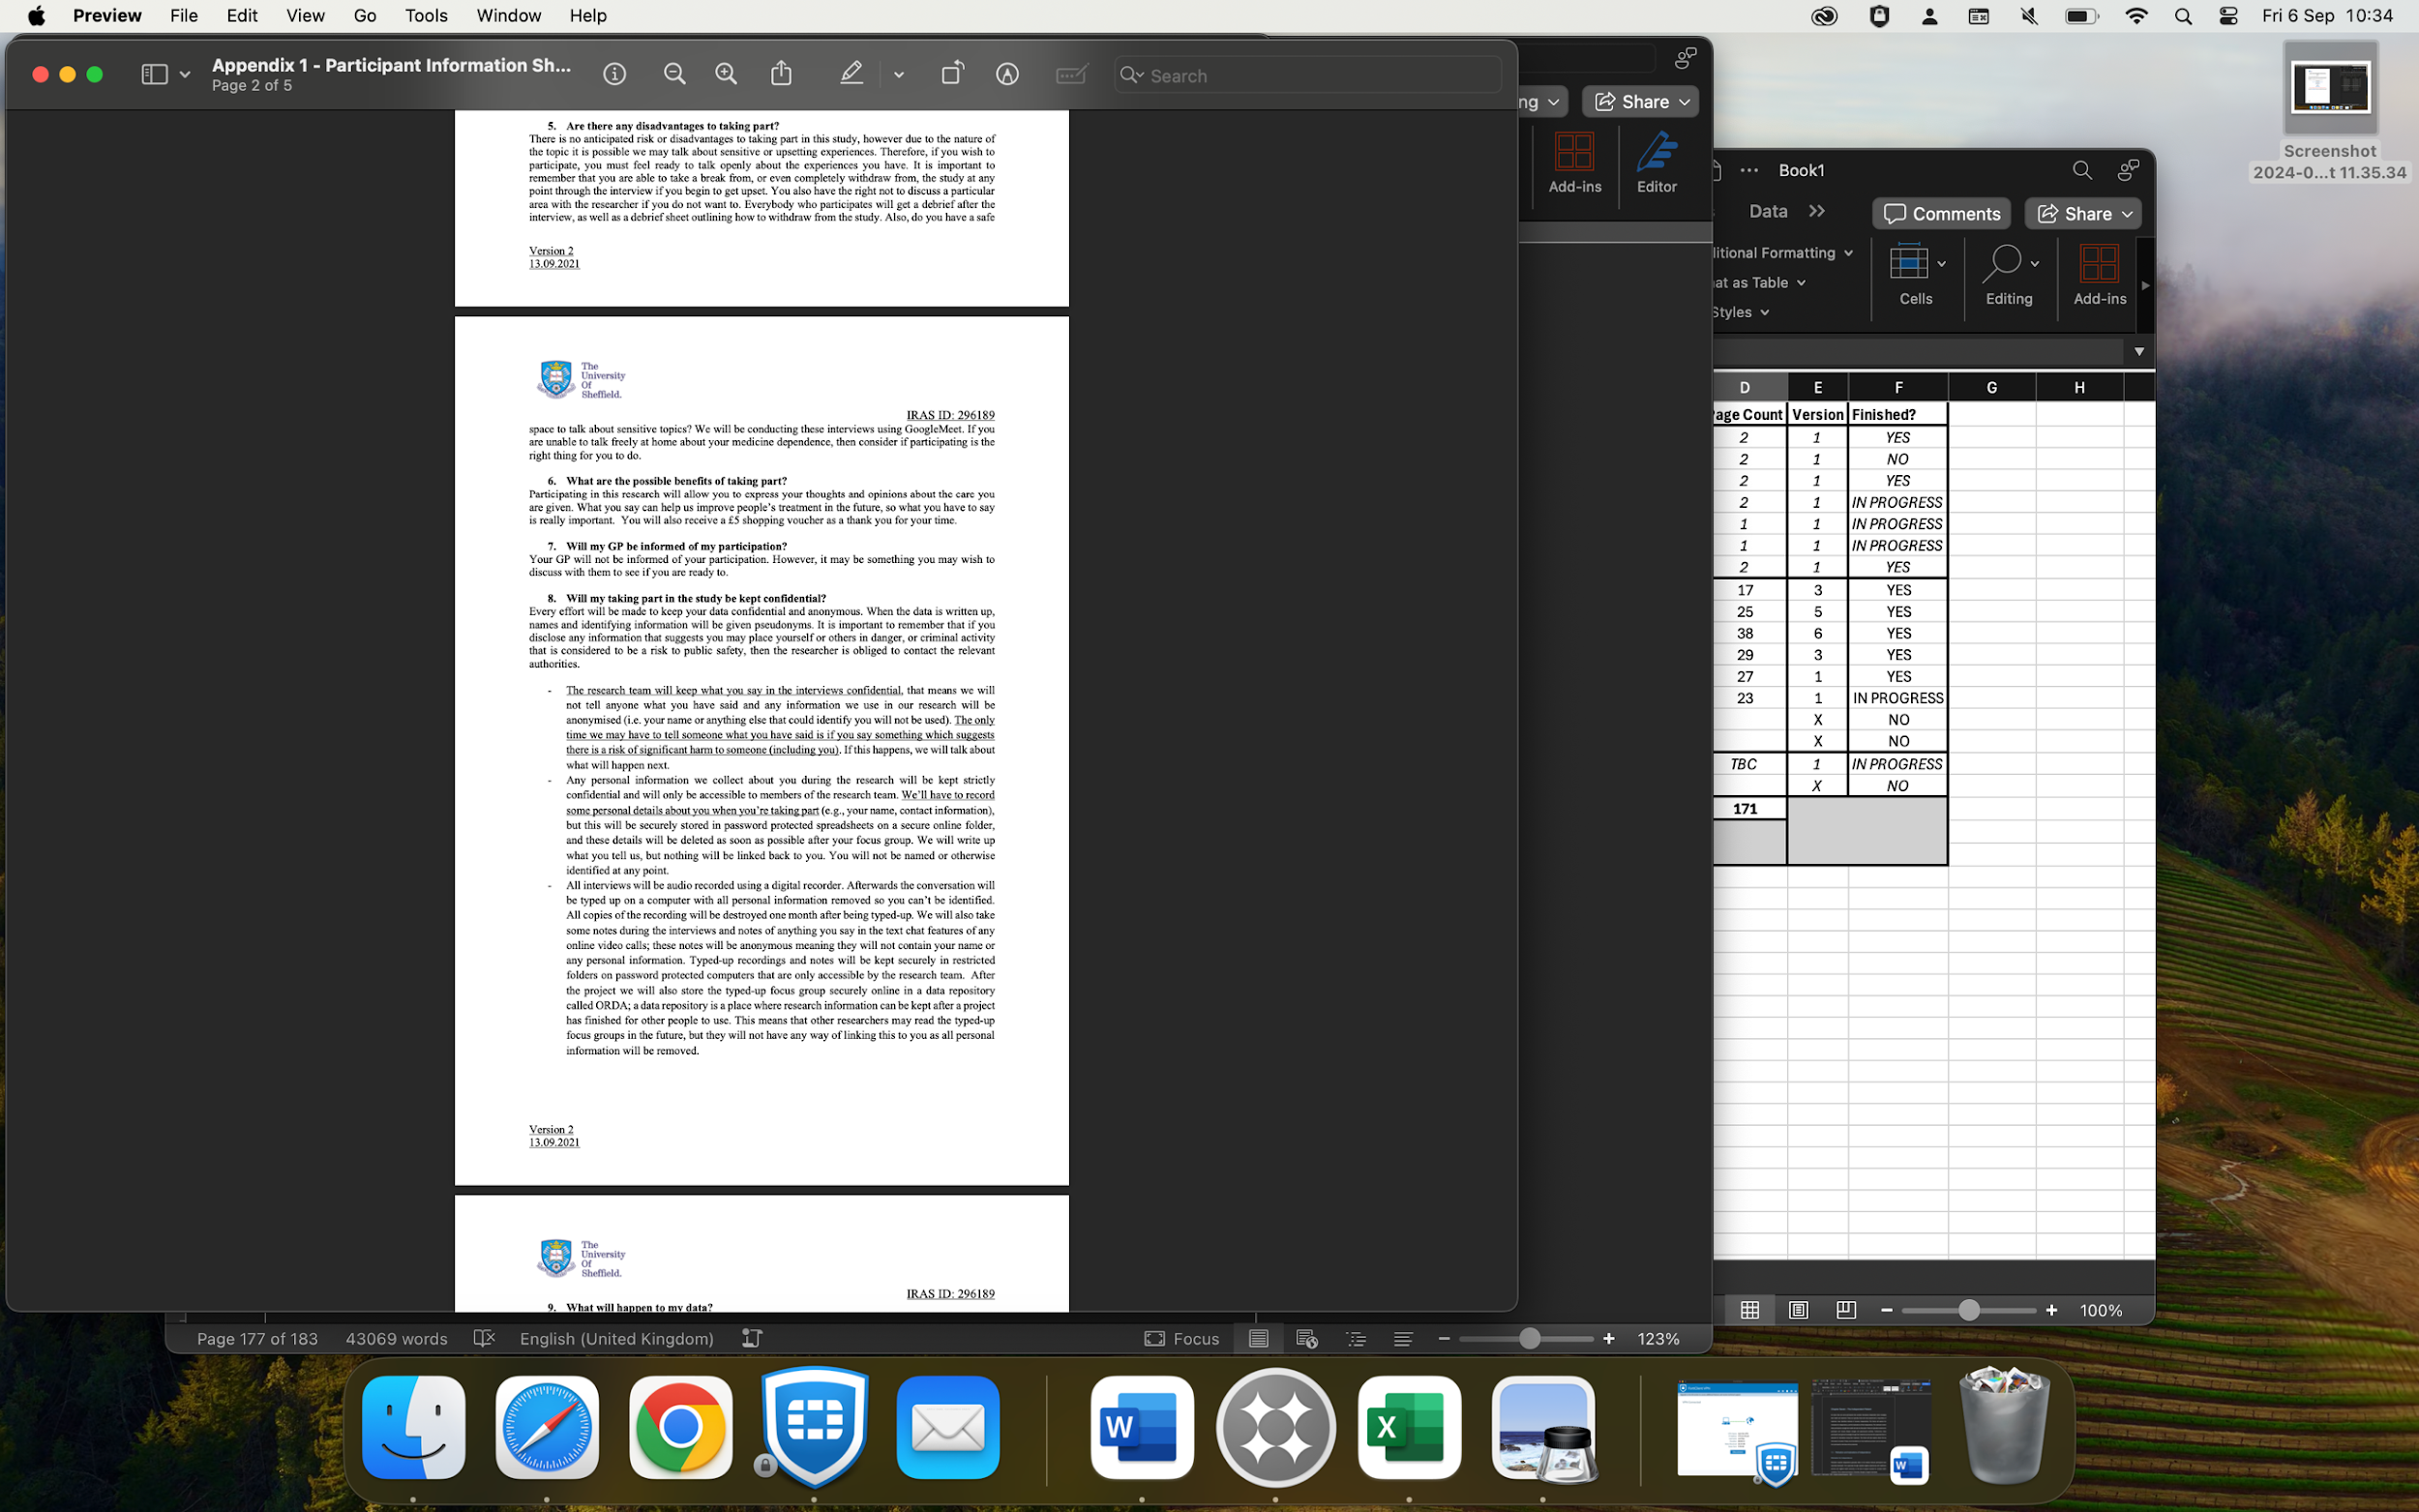 Preview File Edit View Go Tools Window Help
Fri 6 Sep 10:34
Appendix 1 - Participant Information Sh...
Page 2 of 5
Search
5. Are there any disadvantages to taking part?
There is no anticipated risk or disadvantages to taking part in this study, however due to the nature of
the topic it is possible we may talk about sensitive or upsetting experiences. Therefore, if you wish to
participate, you must feel ready to talk openly about the experiences you have. It is important to
remember that you are able to take a break from, or even completely withdraw from, the study at any
point through the interview if you begin to get upset. You also have the right not to discuss a particular
area with the researcher if you do not want to. Everybody who participates will get a debrief after the
interview, as well as a debrief sheet outlining how to withdraw from the study. Also, do you have a safe
Version 2
13.09.2021
The
University
Of
Sheffield.
IRAS ID: 296189
space to talk about sensitive topics? We will be conducting these interviews using GoogleMeet. If you
are unable to talk freely at home about your medicine dependence, then consider if participating is the
right thing for you to do.
6. What are the possible benefits of taking part?
Participating in this research will allow you to express your thoughts and opinions about the care you
are given. What you say can help us improve people's treatment in the future, so what you have to say
is really important. You will also receive a £5 shopping voucher as a thank you for your time.
7. Will my GP be informed of my participation?
Your GP will not be informed of your participation. However, it may be something you may wish to
discuss with them to see if you are ready to.
8. Will my taking part in the study be kept confidential?
Every effort will be made to keep your data confidential and anonymous. When the data is written up,
names and identifying information will be given pseudonyms. It is important to remember that if you
disclose any information that suggests you may place yourself or others in danger, or criminal activity
that is considered to be a risk to public safety, then the researcher is obliged to contact the relevant
authorities.
- The research team will keep what you say in the interviews confidential, that means we will
not tell anyone what you have said and any information we use in our research will be
anonymised (i.e. your name or anything else that could identify you will not be used). The only
time we may have to tell someone what you have said is if you say something which suggests
there is a risk of significant harm to someone (including you). If this happens, we will talk about
what will happen next.
- Any personal information we collect about you during the research will be kept strictly
confidential and will only be accessible to members of the research team. We'll have to record
some personal details about you when you're taking part (e.g., your name, contact information),
but this will be securely stored in password protected spreadsheets on a secure online folder,
and these details will be deleted as soon as possible after your focus group. We will write up
what you tell us, but nothing will be linked back to you. You will not be named or otherwise
identified at any point.
- All interviews will be audio recorded using a digital recorder. Afterwards the conversation will
be typed up on a computer with all personal information removed so you can't be identified.
All copies of the recording will be destroyed one month after being typed-up. We will also take
some notes during the interviews and notes of anything you say in the text chat features of any
online video calls; these notes will be anonymous meaning they will not contain your name or
any personal information. Typed-up recordings and notes will be kept securely in restricted
folders on password protected computers that are only accessible by the research team. After
the project we will also store the typed-up focus group securely online in a data repository
called ORDA; a data repository is a place where research information can be kept after a project
has finished for other people to use. This means that other researchers may read the typed-up
focus groups in the future, but they will not have any way of linking this to you as all personal
information will be removed.
Version 2
13.09.2021
The
University
Of
Sheffield.
IRAS ID: 296189
9. What will happen to my data?
ng Share
Add-ins Editor
Page 177 of 183 43069 words English (United Kingdom) Focus 123%
Book1
Data Comments Share
litional Formatting
at as Table
Styles
Cells Editing Add-ins
D E F G H
age Count Version Finished?
2 1 YES
2 1 NO
2 1 YES
2 1 IN PROGRESS
1 1 IN PROGRESS
1 1 IN PROGRESS
2 1 YES
17 3 YES
25 5 YES
38 6 YES
29 3 YES
27 1 YES
23 1 IN PROGRESS
X NO
X NO
TBC 1 IN PROGRESS
X NO
171
100%
Screenshot
2024-0...t 11.35.34
W
X
W